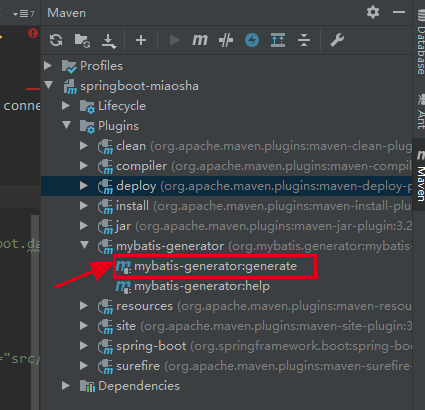 Maven
Profiles
springboot-miaosha
conne
Lifecycle
Plugins
clean (org.apache.maven.plugins:maven-clean-plug
compiler (org.apache.maven.plugins:maven-compil
deploy (org.apache.maven.plugins:maven-deploy-p
install (org.apache.maven.plugins:maven-install-plu
jar (org.apache.maven.plugins:maven-jar-plugin:3.2
oot.da
mybatis-generator (org.mybatis.generator:mybatis-
mybatis-generator:generate
mybatis-generator:help
resources (org.apache.maven.plugins:maven-resou
site (org.apache.maven.plugins:maven-site-plugin:3
spring-boot (org.springframework.boot:spring-boo
="src/
surefire (org.apache.maven.plugins:maven-surefire-
Dependencies
Database
Ant
Maven